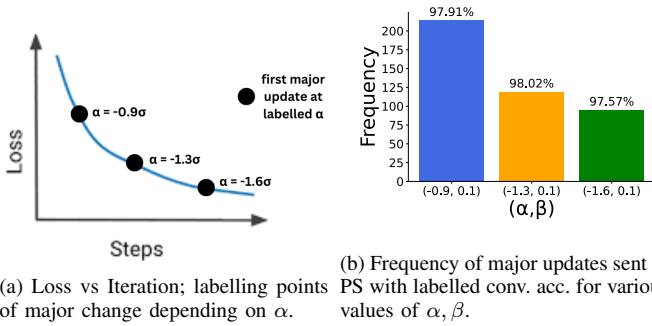 Loss
α = -0.9σ
α = -1.3σ
α = -1.6σ
first major
update at
labelled α
Steps
(a) Loss vs Iteration; labelling points
of major change depending on α.
Frequency
200
175
150
125
100
75
50
25
0
97.91%
98.02%
97.57%
(-0.9, 0.1)
(-1.3, 0.1)
(-1.6, 0.1)
(α,β)
(b) Frequency of major updates sent
PS with labelled conv. acc. for variou
values of α, β.